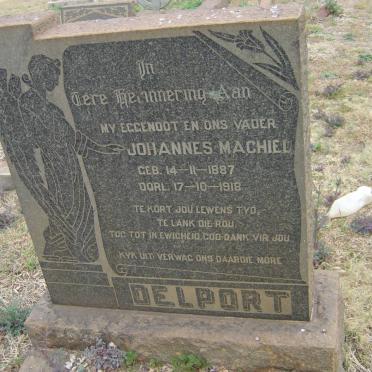 In
Tere Herinnering Aan
MY EGGENOOT EN ONS VADER
JOHANNES MACHIEL
GEB. 14-11-1887
OORL. 17-10-1918
TE KORT JOU LEWENS TYD,
TE LANK DIE ROU,
TOG TOT IN EWIGHEID, GOD DANK VIR JOU
KYK UIT VERWAG ONS DAARDIE MÔRE
DELPORT